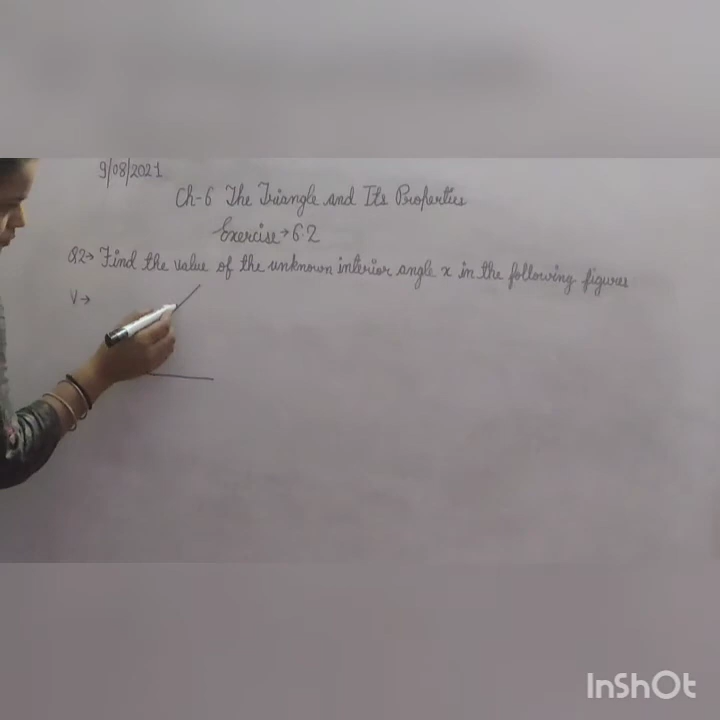 9/08/2021
Ch-6 The Triangle and Its Properties
Exercise→6.2
Q2→ Find the value of the unknown interior angle x in the following figures
V→
InShOt